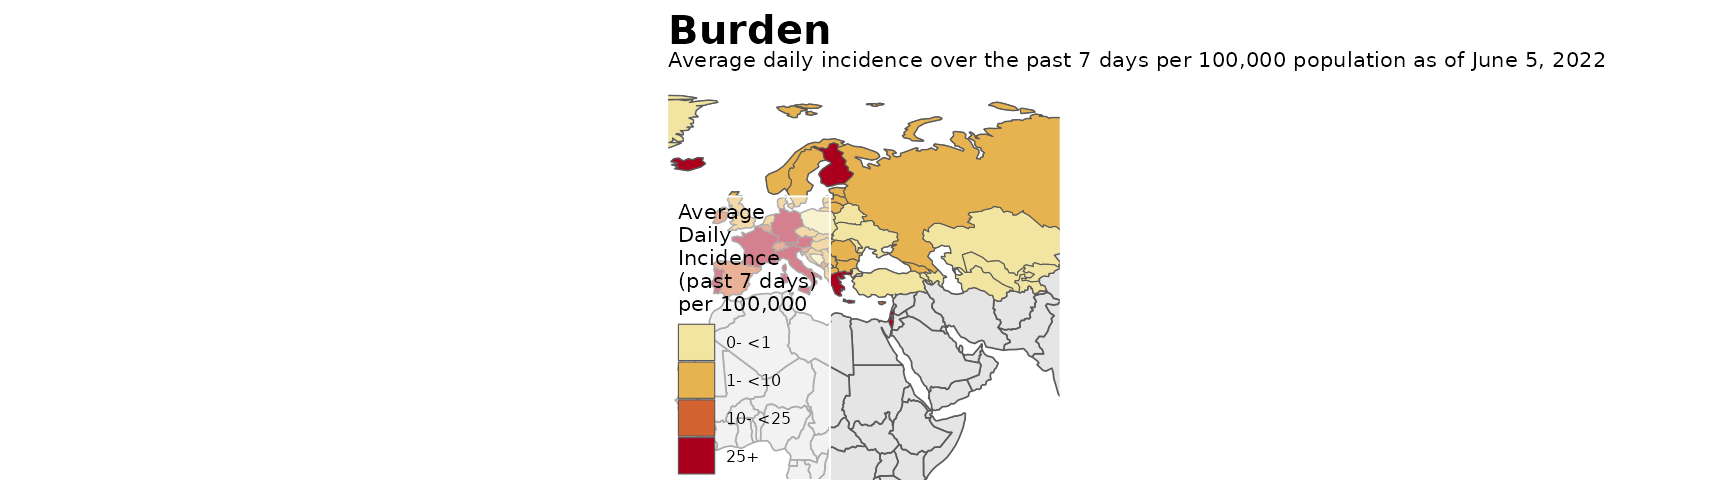 Burden
Average daily incidence over the past 7 days per 100,000 population as of June 5, 2022
Average
Daily
Incidence
(past 7 days)
per 100,000
0- <1
1- <10
10- <25
25+